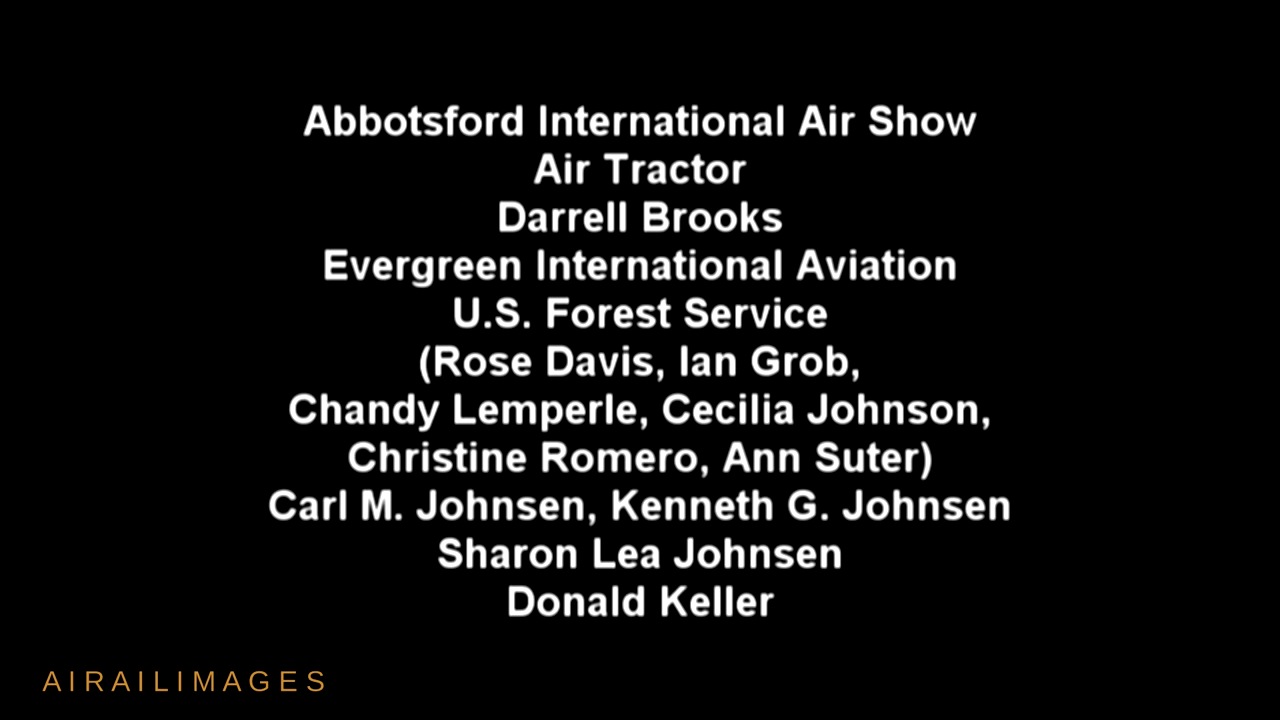 Abbotsford International Air Show
Air Tractor
Darrell Brooks
Evergreen International Aviation
U.S. Forest Service
(Rose Davis, Ian Grob,
Chandy Lemperle, Cecilia Johnson,
Christine Romero, Ann Suter)
Carl M. Johnsen, Kenneth G. Johnsen
Sharon Lea Johnsen
Donald Keller
AIRAILIMAGES